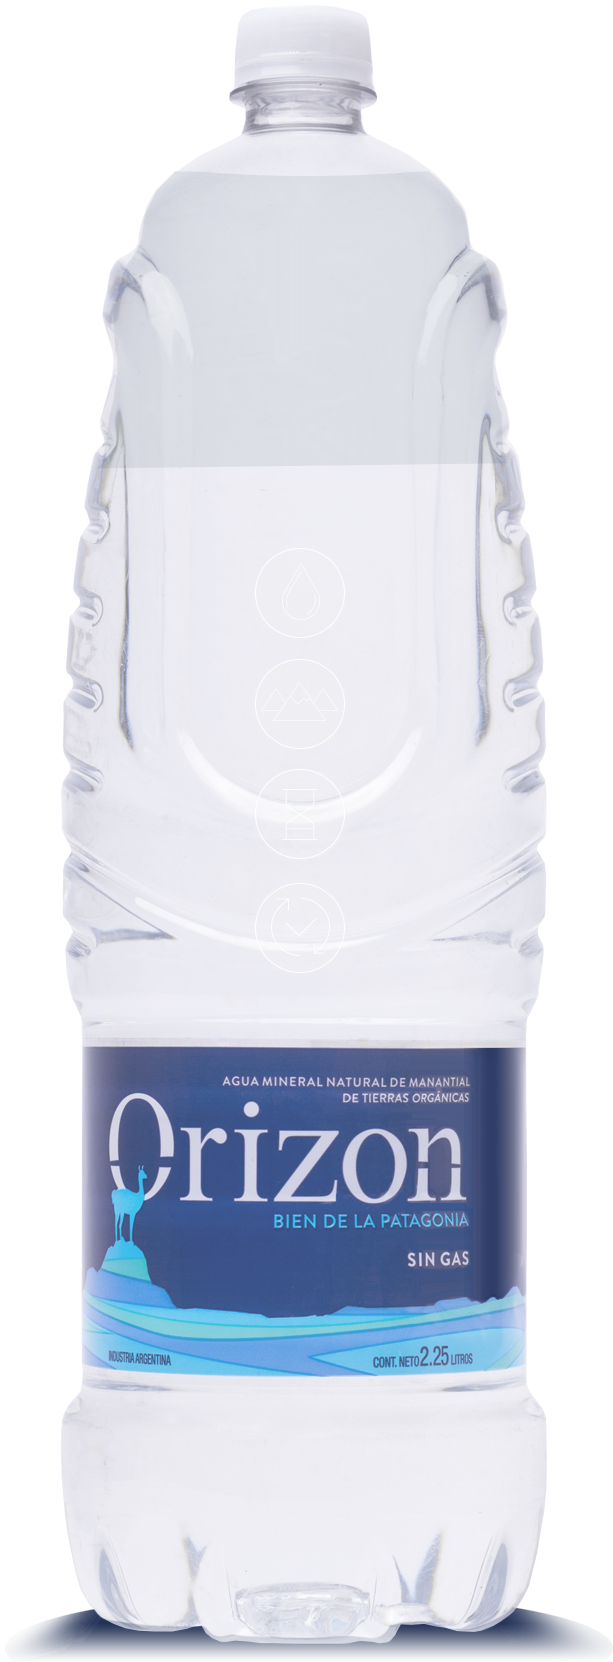 AGUA MINERAL NATURAL DE MANANTIAL
DE TIERRAS ORGÁNICAS
Orizon
BIEN DE LA PATAGONIA
SIN GAS
INDUSTRIA ARGENTINA
CONT. NETO 2.25 LITROS